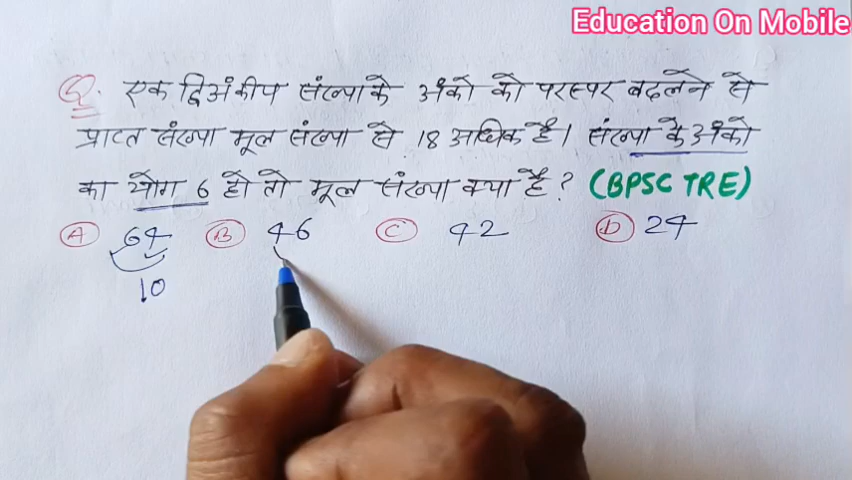 Education On Mobile
Q. एक द्विअंकीय संख्या के अंको को परस्पर बदलने से
प्राप्त संख्या मूल संख्या से 18 अधिक है। संख्या के अंको
का योग 6 हो तो मूल संख्या क्या है? (BPSC TRE)
A 64 B 46 C 42 D 24
10